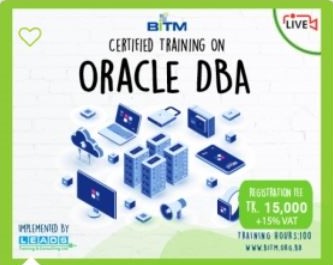 BiTM
LIVE
CERTIFIED TRAINING ON
ORACLE DBA
REGISTRATION FEE
TK. 15,000
+15% VAT
IMPLEMENTED BY
LEADS
TRAINING HOURS:100
WWW.BITM.ORG.BD